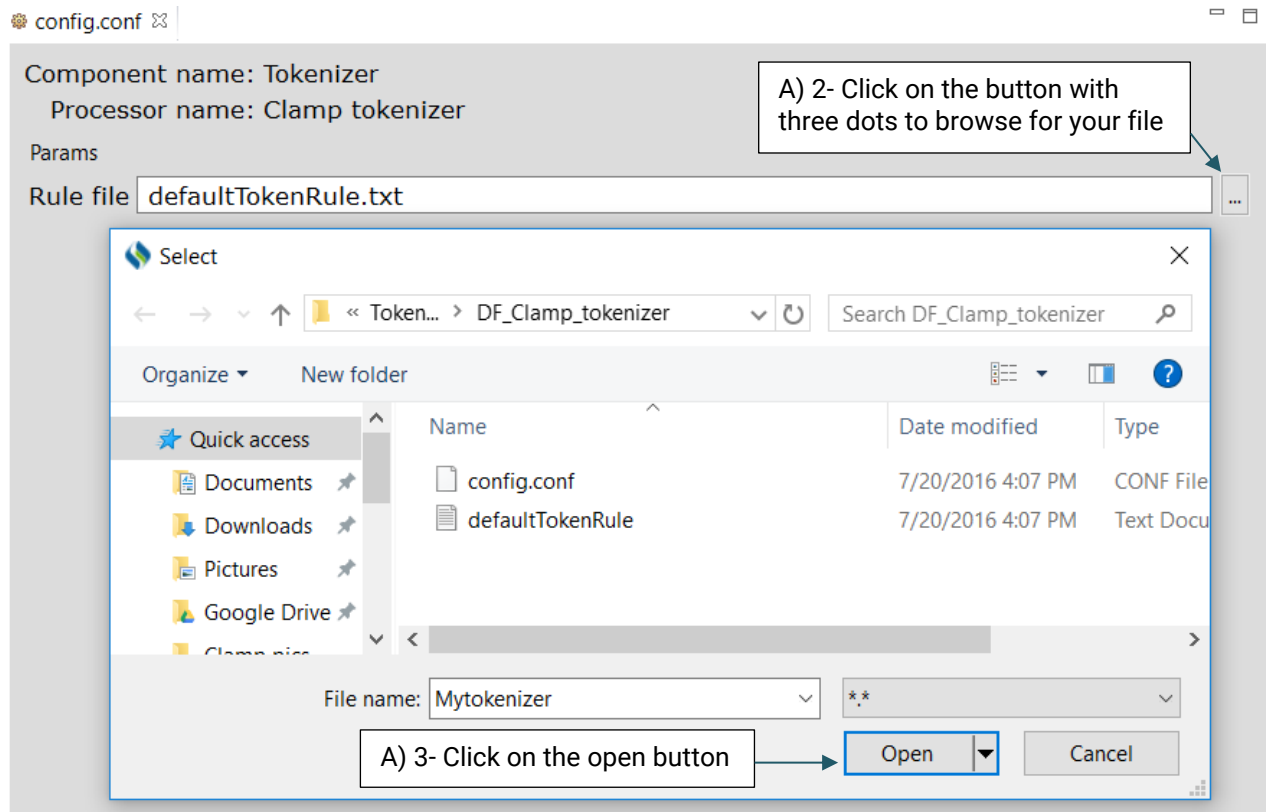 config.conf
Component name: Tokenizer
Processor name: Clamp tokenizer
A) 2- Click on the button with
three dots to browse for your file
Params
Rule file defaultTokenRule.txt ...
Select
« Token... > DF_Clamp_tokenizer Search DF_Clamp_tokenizer
Organize New folder ?
Name Date modified Type
Quick access
Documents config.conf 7/20/2016 4:07 PM CONF File
Downloads defaultTokenRule 7/20/2016 4:07 PM Text Docu
Pictures
Google Drive
Clamp pics
File name: Mytokenizer *.*
A) 3- Click on the open button Open Cancel